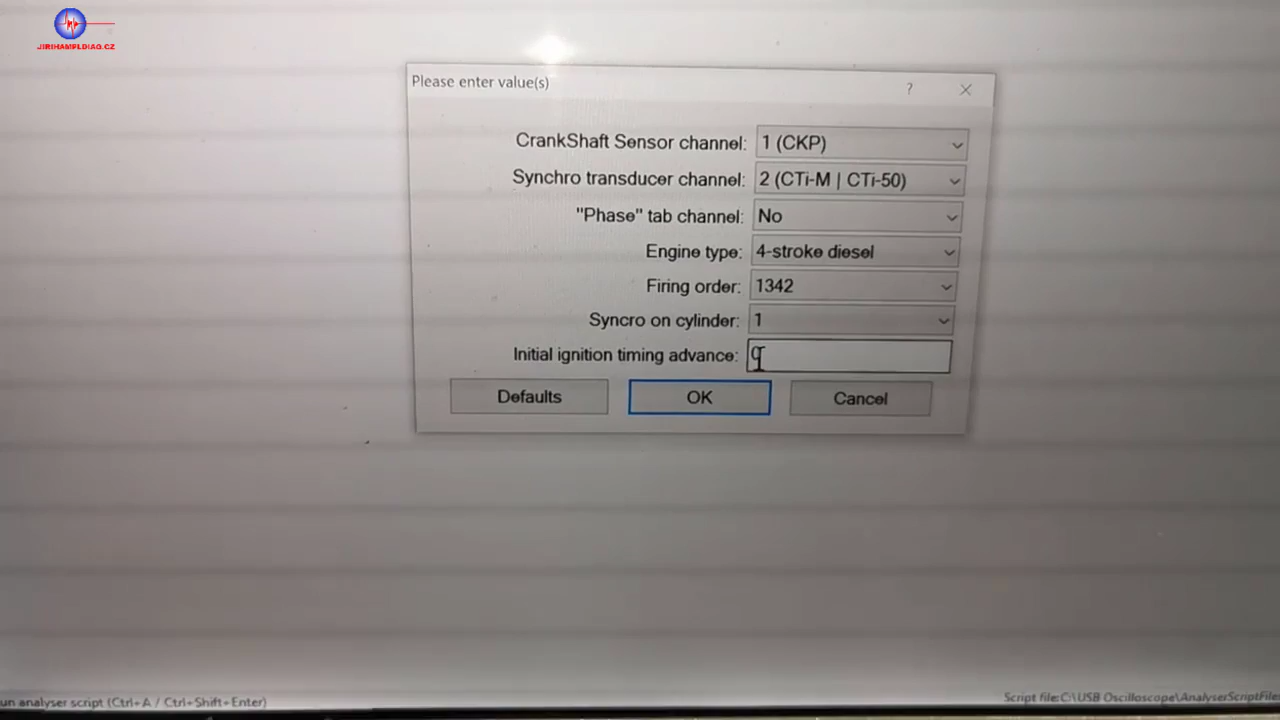 JIRIHAMPLDIAG.CZ
Please enter value(s)
?
CrankShaft Sensor channel: 1 (CKP)
Synchro transducer channel: 2 (CTi-M | CTi-50)
"Phase" tab channel: No
Engine type: 4-stroke diesel
Firing order: 1342
Syncro on cylinder: 1
Initial ignition timing advance:
Defaults OK Cancel
un analyser script (Ctrl+A / Ctrl+Shift+Enter) Script file:C:\USB Oscilloscope\AnalyserScriptFile